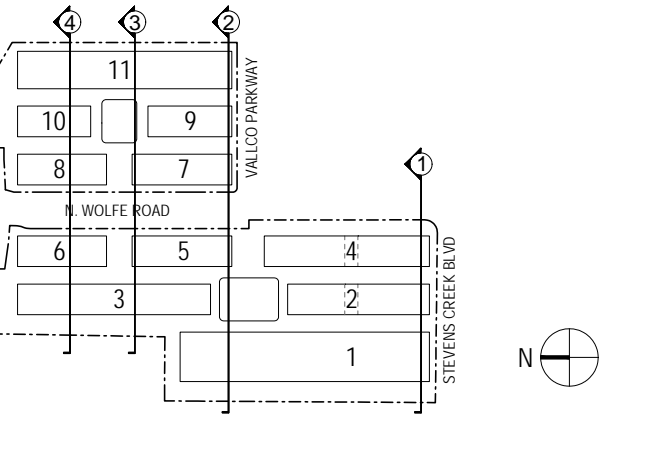 4 3 2
11
10 9
8 7
VALLCO PARKWAY
1
N. WOLFE ROAD
6 5 4
3 2
1
STEVENS CREEK BLVD
N